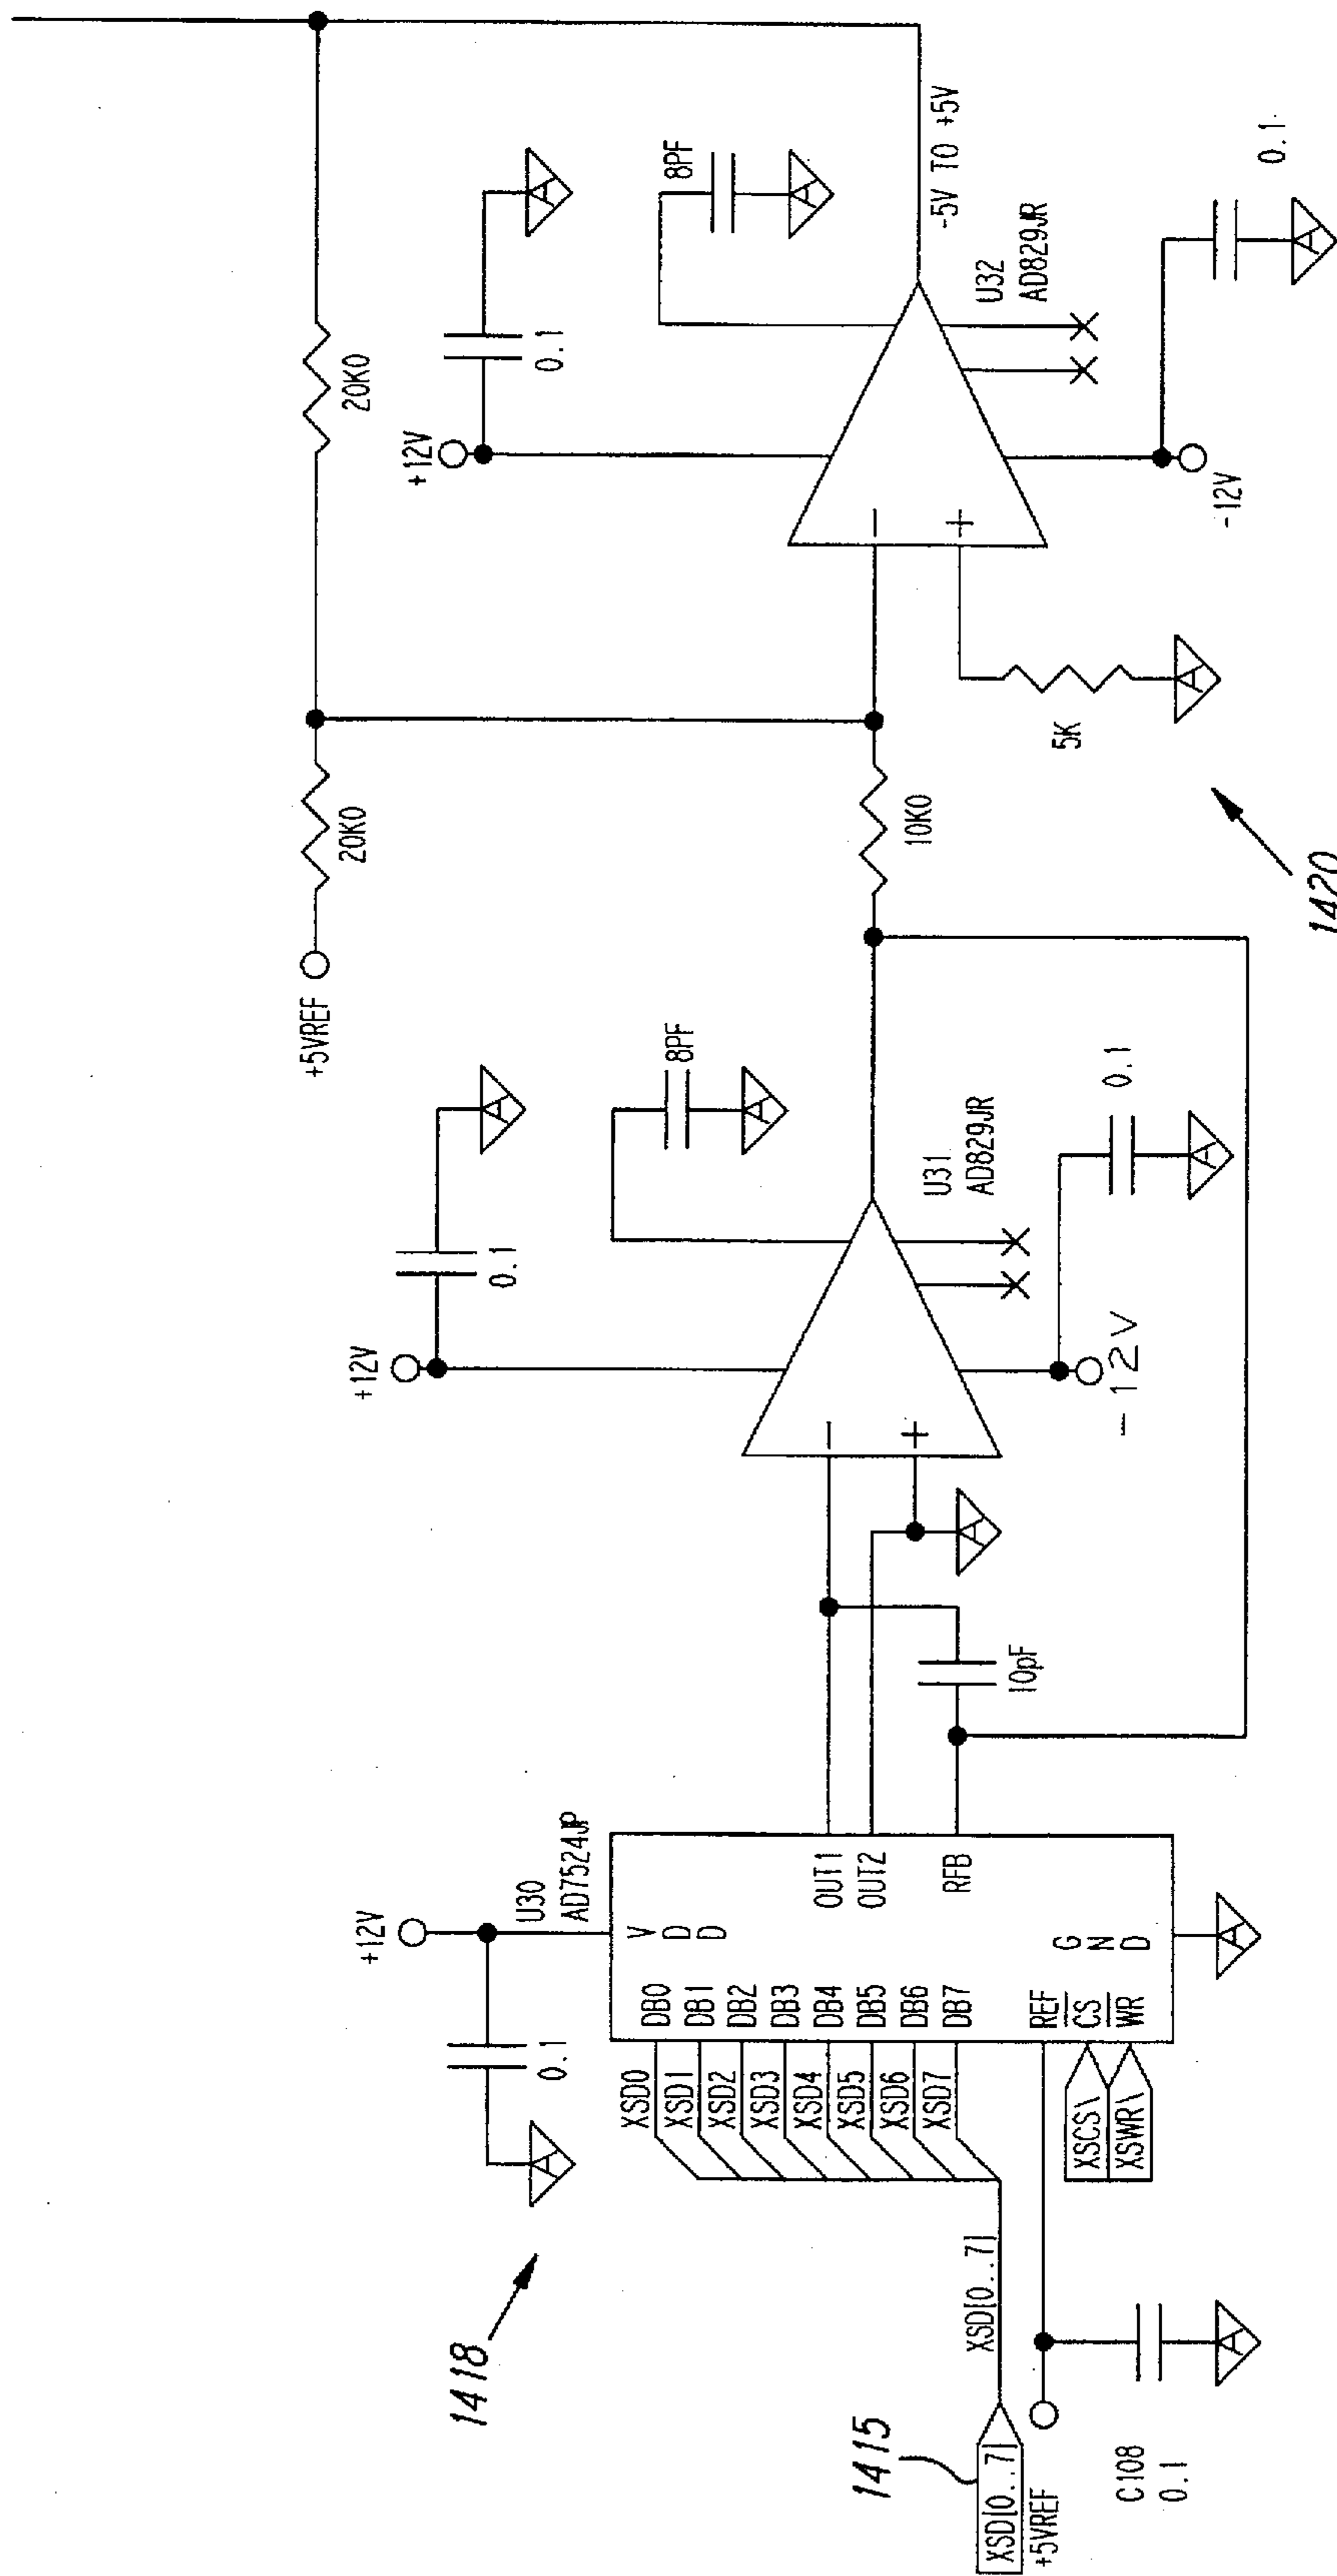 1418
+12V
0.1
A
U30
AD7524JP
VDD
XSD0
XSD1
XSD2
XSD3
XSD4
XSD5
XSD6
XSD7
DB0
DB1
DB2
DB3
DB4
DB5
DB6
DB7
OUT1
OUT2
RFB
REF
CS
WR
GND
A
XSCS\
XSWR\
XSD[0..7]
1415
XSD[0..7]
+5VREF
C108
0.1
A
10pF
A
+12V
0.1
A
8PF
A
U31
AD829JR
-
+
-12V
0.1
A
+5VREF
20K0
20K0
10K0
+12V
0.1
A
8PF
A
U32
AD829JR
-
+
-5V TO +5V
5K
A
-12V
0.1
A
1420